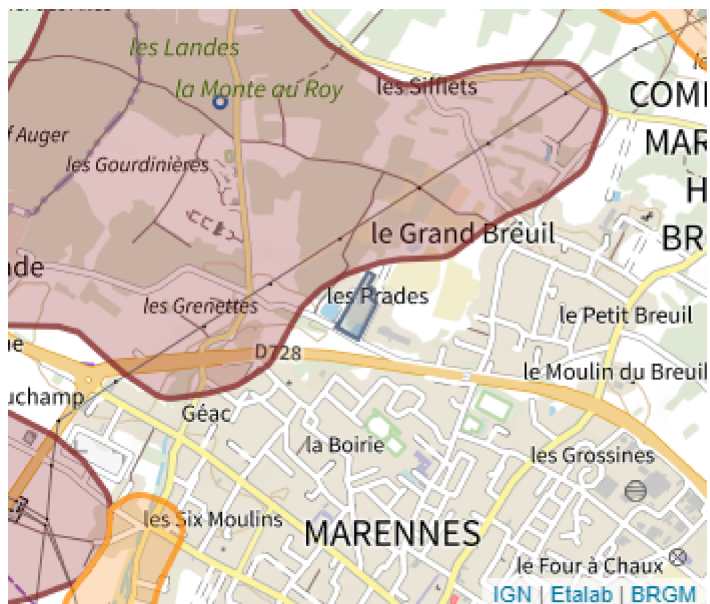 les Landes
la Monte au Roy
les Sifflets
COM
f Auger
MAR
les Gourdinières
H
le Grand Breuil
BR
de
les Grenettes
les Prades
le Petit Breuil
D728
le Moulin du Breuil
uchamp
Géac
la Boirie
les Grossines
les Six Moulins
MARENNES
le Four à Chaux
IGN | Etalab | BRGM